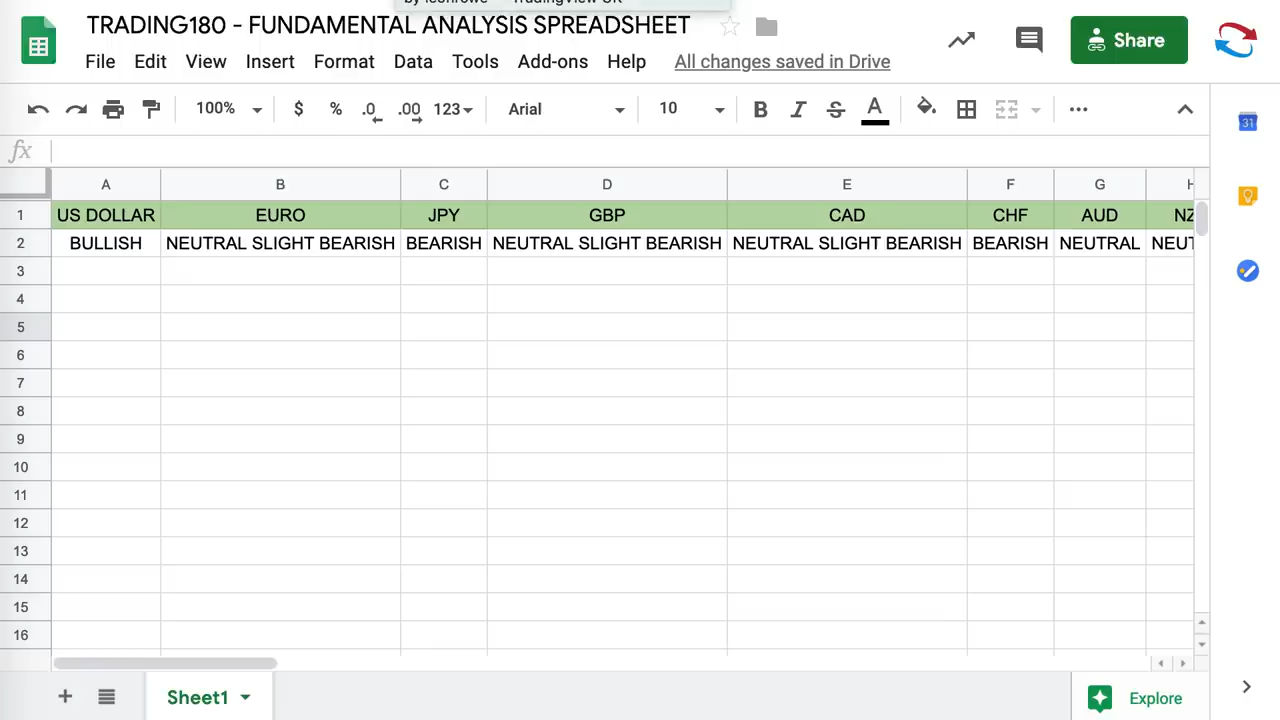 TRADING180 - FUNDAMENTAL ANALYSIS SPREADSHEET
File Edit View Insert Format Data Tools Add-ons Help All changes saved in Drive
Share
100% $ % .0 .00 123 Arial 10 B I S A
31
fx
A B C D E F G H
1 US DOLLAR EURO JPY GBP CAD CHF AUD
2 BULLISH NEUTRAL SLIGHT BEARISH BEARISH NEUTRAL SLIGHT BEARISH NEUTRAL SLIGHT BEARISH BEARISH NEUTRAL
3
4
5
6
7
8
9
10
11
12
13
14
15
16
Sheet1
Explore